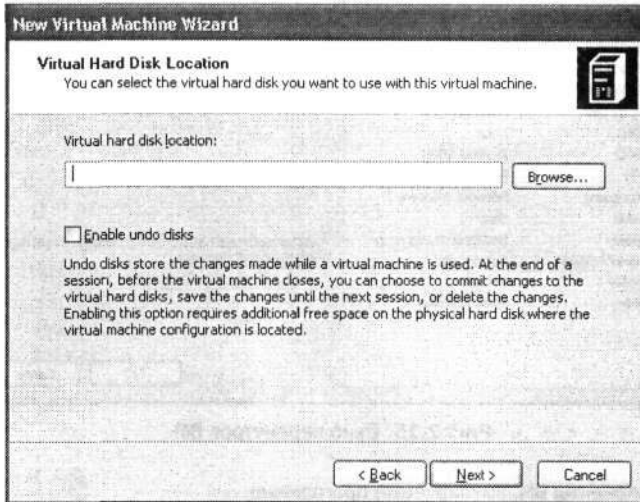 New Virtual Machine Wizard
Virtual Hard Disk Location
You can select the virtual hard disk you want to use with this virtual machine.
Virtual hard disk location:
Browse...
Enable undo disks
Undo disks store the changes made while a virtual machine is used. At the end of a
session, before the virtual machine closes, you can choose to commit changes to the
virtual hard disks, save the changes until the next session, or delete the changes.
Enabling this option requires additional free space on the physical hard disk where the
virtual machine configuration is located.
< Back
Next >
Cancel